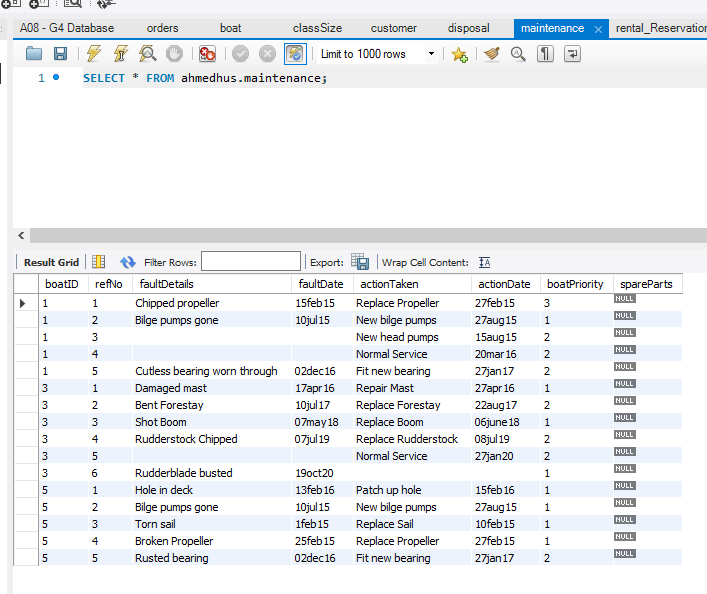 A08 - G4 Database orders boat classSize customer disposal maintenance rental_Reservation
Limit to 1000 rows
1 SELECT * FROM ahmedhus.maintenance;
Result Grid Filter Rows: Export: Wrap Cell Content: IA
boatID refNo faultDetails faultDate actionTaken actionDate boatPriority spareParts
1 1 Chipped propeller 15feb15 Replace Propeller 27feb15 3 NULL
1 2 Bilge pumps gone 10jul15 New bilge pumps 27aug15 1 NULL
1 3 New head pumps 15aug15 2 NULL
1 4 Normal Service 20mar16 2 NULL
1 5 Cutless bearing worn through 02dec16 Fit new bearing 27jan17 2 NULL
3 1 Damaged mast 17apr16 Repair Mast 27apr16 1 NULL
3 2 Bent Forestay 10jul17 Replace Forestay 22aug17 2 NULL
3 3 Shot Boom 07may18 Replace Boom 06june18 1 NULL
3 4 Rudderstock Chipped 07jul19 Replace Rudderstock 08jul19 2 NULL
3 5 Normal Service 27jan20 2 NULL
3 6 Rudderblade busted 19oct20 1 NULL
5 1 Hole in deck 13feb16 Patch up hole 15feb16 1 NULL
5 2 Bilge pumps gone 10jul15 New bilge pumps 27aug15 1 NULL
5 3 Torn sail 1feb15 Replace Sail 10feb15 1 NULL
5 4 Broken Propeller 25feb15 Replace Propeller 27feb15 1 NULL
5 5 Rusted bearing 02dec16 Fit new bearing 27jan17 2 NULL